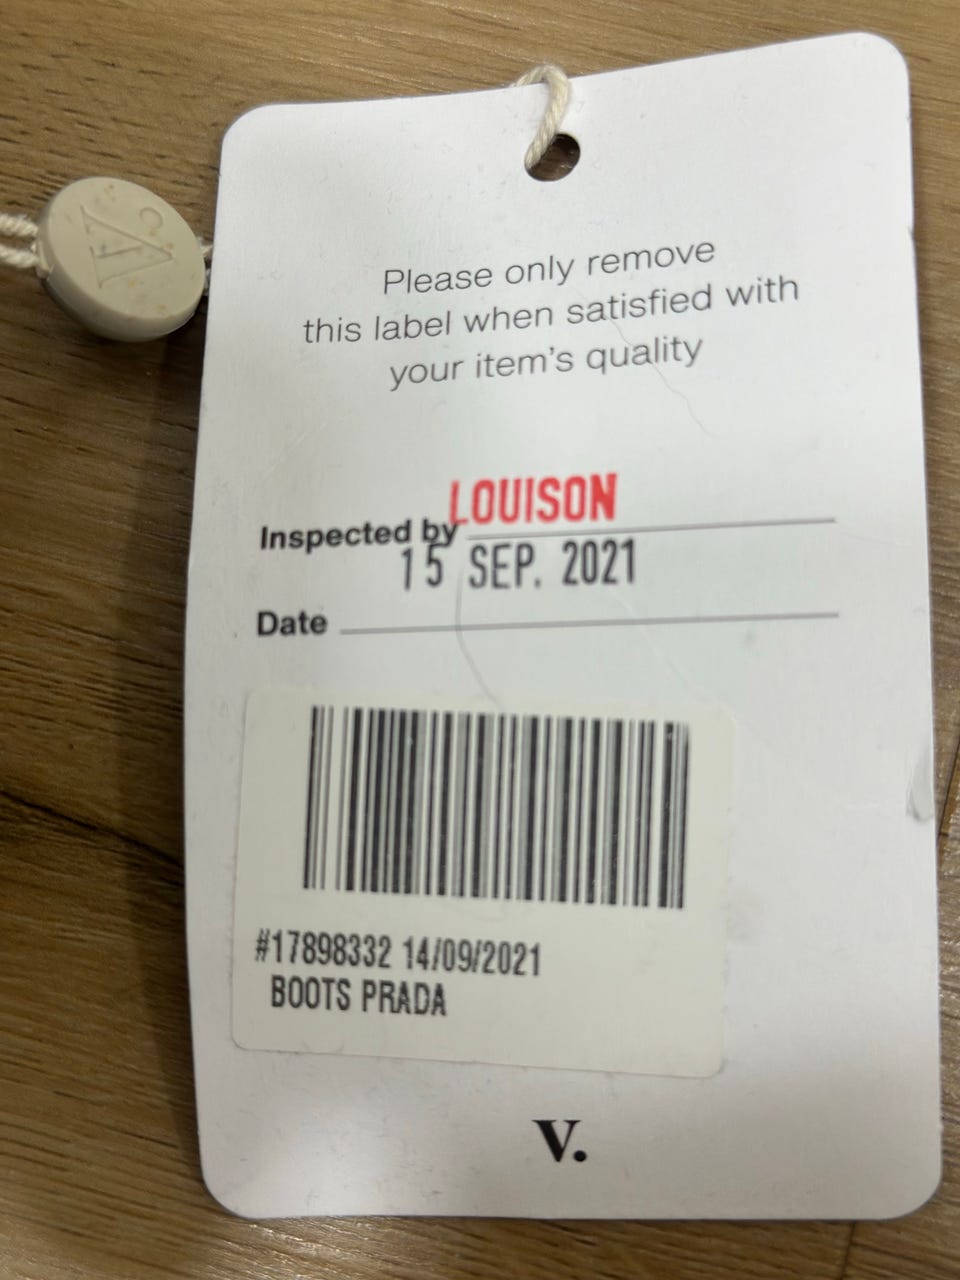 V
Please only remove
this label when satisfied with
your item's quality
LOUISON
Inspected by
15 SEP. 2021
Date
#17898332 14/09/2021
BOOTS PRADA
V.